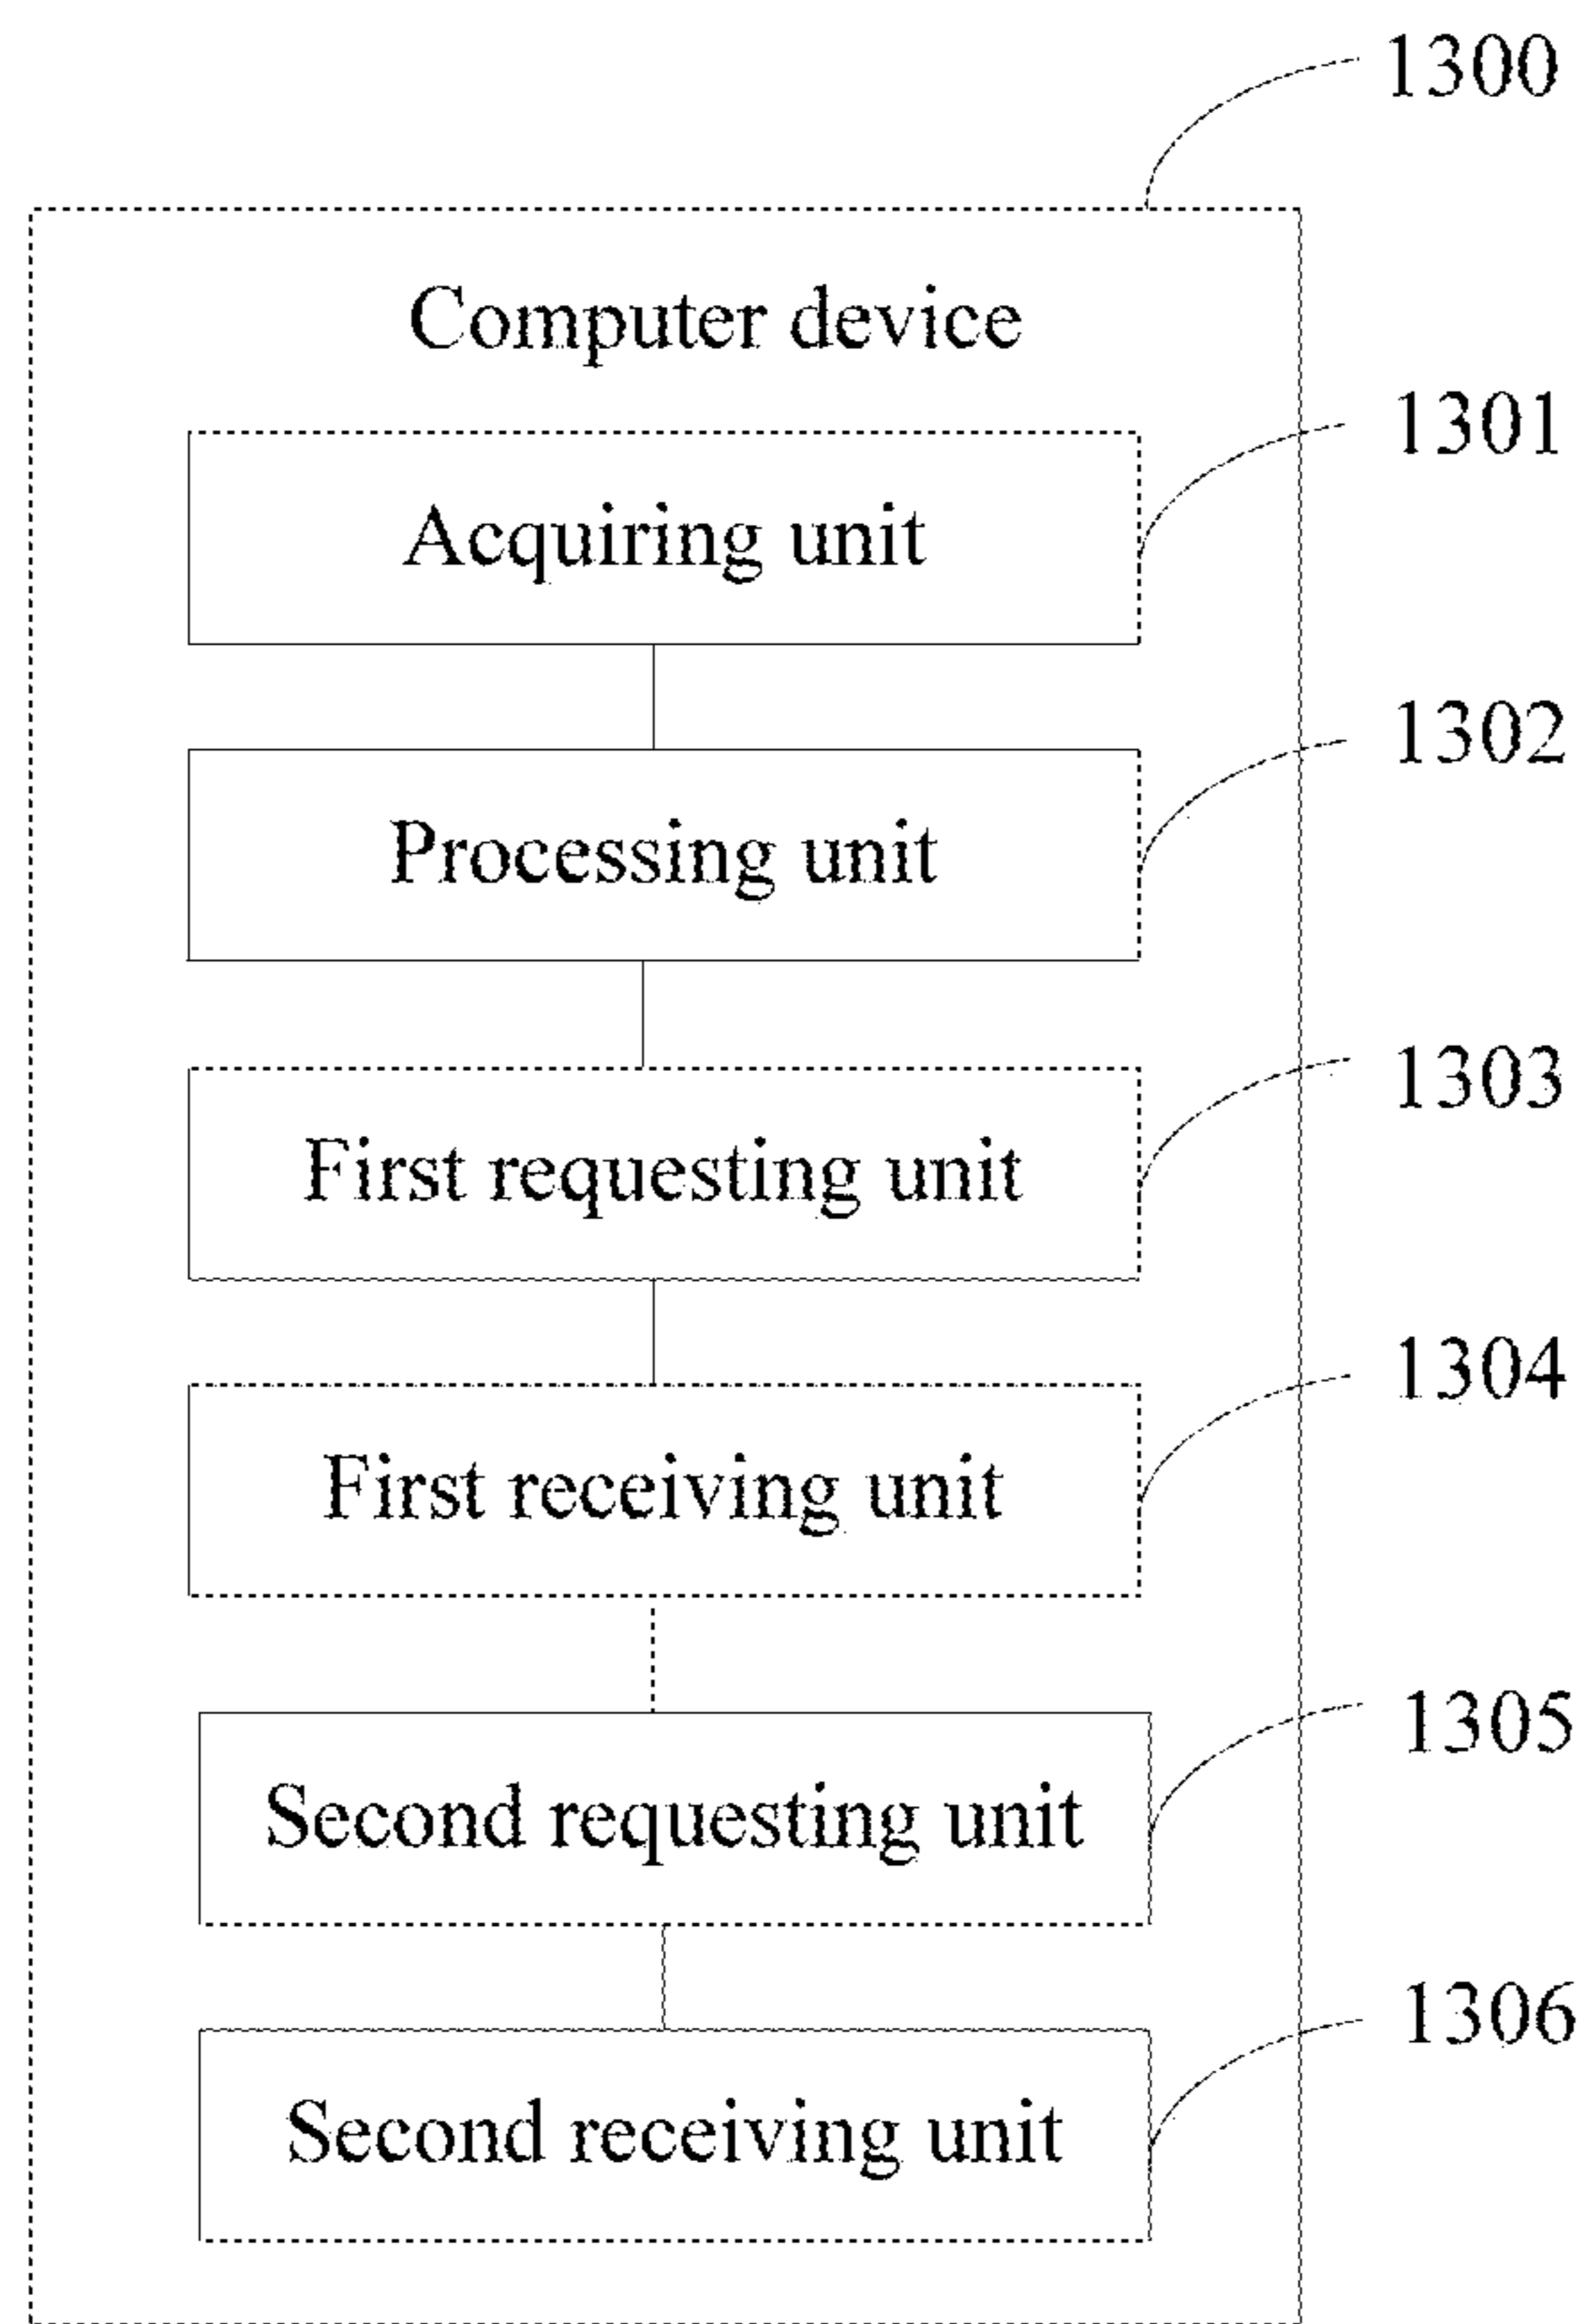 1300
Computer device
1301
Acquiring unit
1302
Processing unit
1303
First requesting unit
1304
First receiving unit
1305
Second requesting unit
1306
Second receiving unit